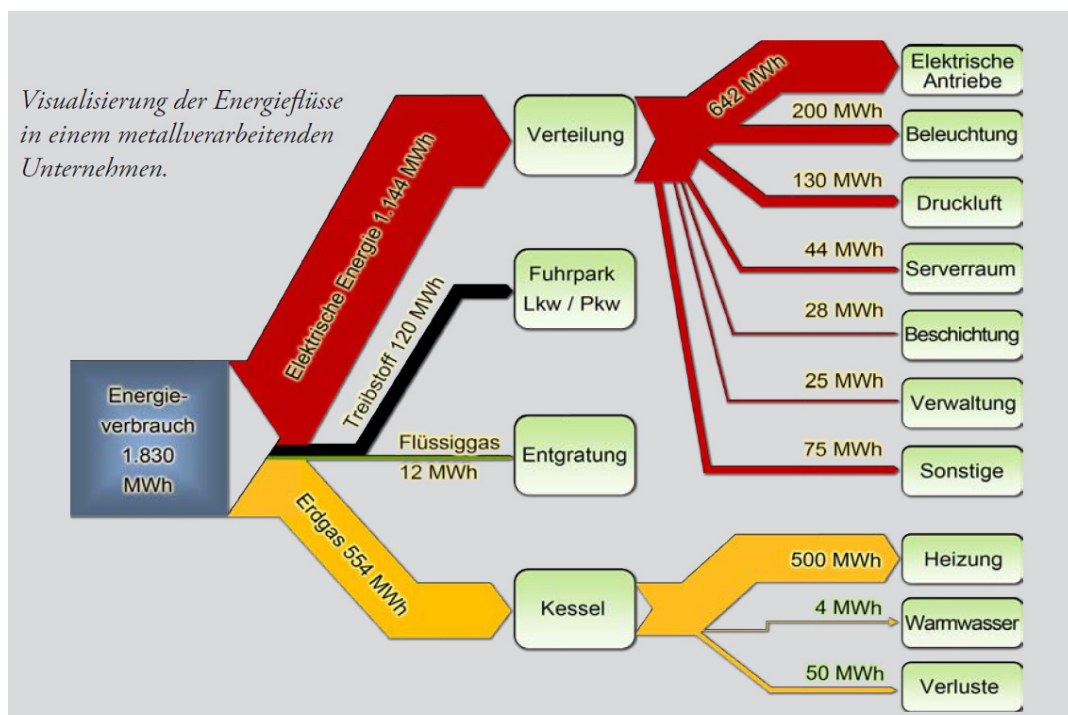 Visualisierung der Energieflüsse
in einem metallverarbeitenden
Unternehmen.
Energie-
verbrauch
1.830
MWh
Elektrische Energie 1.144 MWh
Treibstoff 120 MWh
Flüssiggas
12 MWh
Erdgas 554 MWh
Verteilung
Fuhrpark
Lkw / Pkw
Entgratung
Kessel
642 MWh
Elektrische
Antriebe
200 MWh
Beleuchtung
130 MWh
Druckluft
44 MWh
Serverraum
28 MWh
Beschichtung
25 MWh
Verwaltung
75 MWh
Sonstige
500 MWh
Heizung
4 MWh
Warmwasser
50 MWh
Verluste